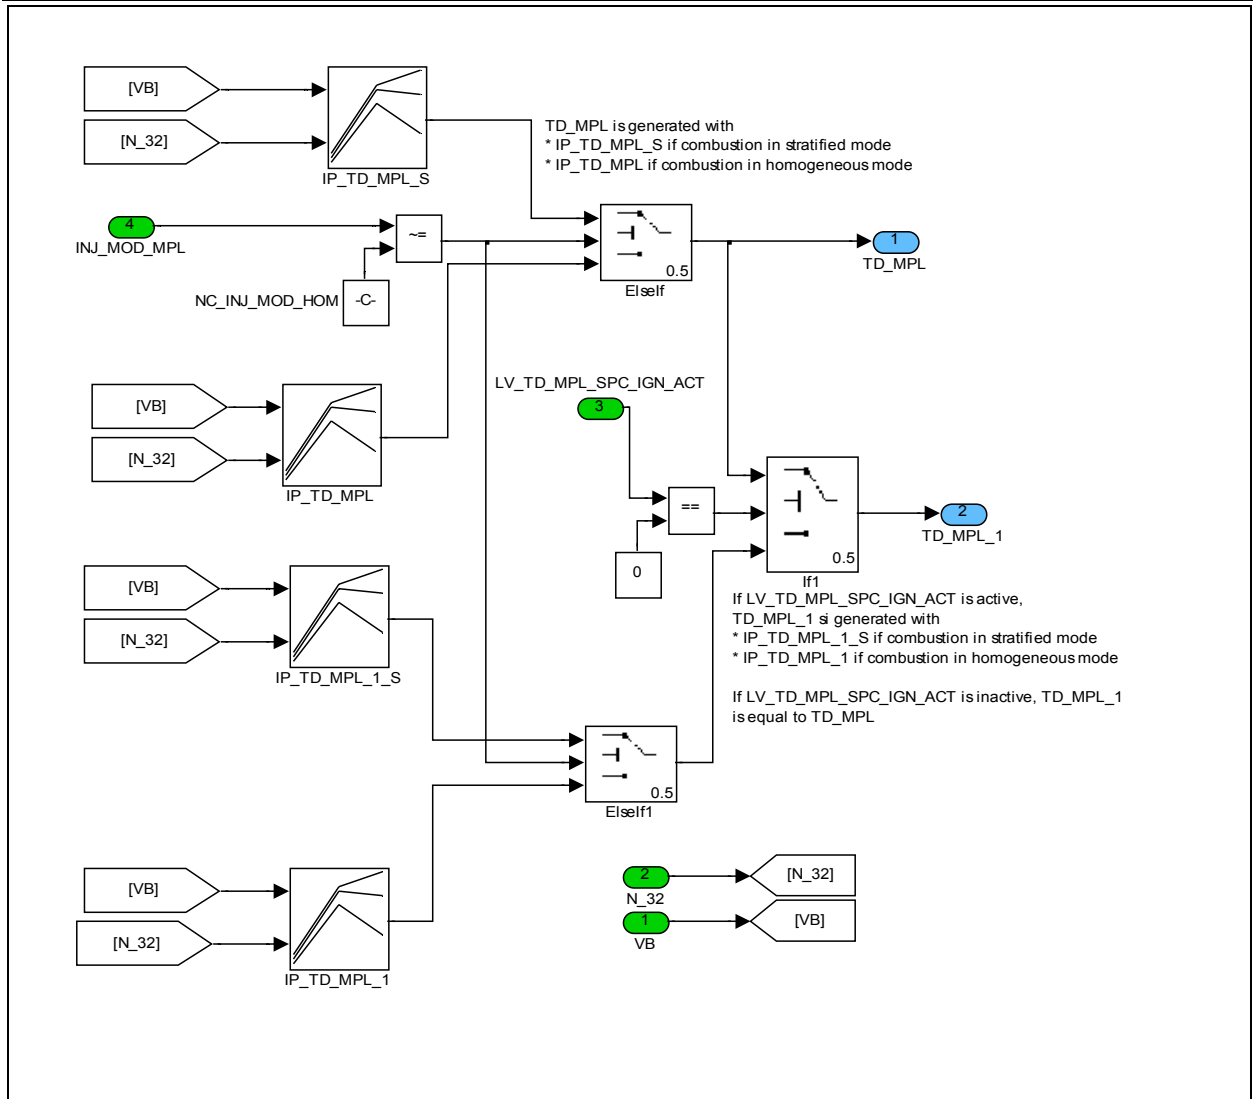 [VB]
[N_32]
IP_TD_MPL_S
TD_MPL is generated with
* IP_TD_MPL_S if combustion in stratified mode
* IP_TD_MPL if combustion in homogeneous mode
4
INJ_MOD_MPL
~=
NC_INJ_MOD_HOM
-C-
0.5
ElseIf
1
TD_MPL
[VB]
[N_32]
IP_TD_MPL
LV_TD_MPL_SPC_IGN_ACT
3
==
0
0.5
If1
2
TD_MPL_1
If LV_TD_MPL_SPC_IGN_ACT is active,
TD_MPL_1 si generated with
* IP_TD_MPL_1_S if combustion in stratified mode
* IP_TD_MPL_1 if combustion in homogeneous mode
If LV_TD_MPL_SPC_IGN_ACT is inactive, TD_MPL_1
is equal to TD_MPL
[VB]
[N_32]
IP_TD_MPL_1_S
0.5
ElseIf1
[VB]
[N_32]
IP_TD_MPL_1
2
N_32
[N_32]
1
VB
[VB]